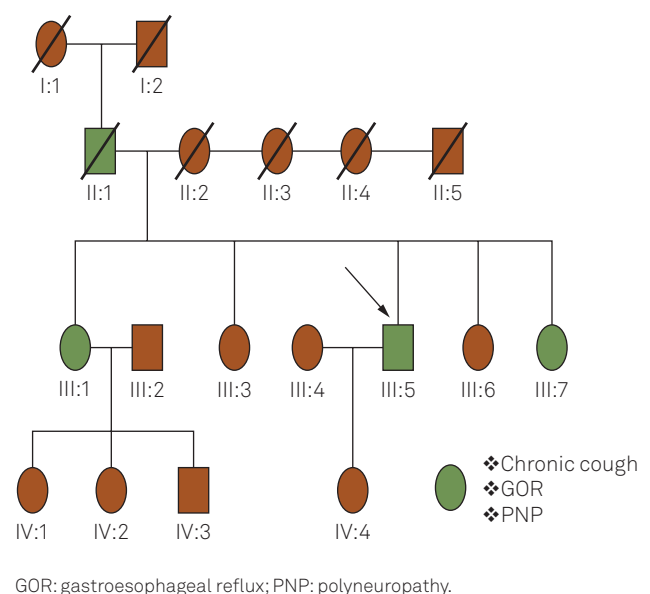 I:1 I:2
II:1 II:2 II:3 II:4 II:5
III:1 III:2 III:3 III:4 III:5 III:6 III:7
❖Chronic cough
❖GOR
❖PNP
IV:1 IV:2 IV:3 IV:4
GOR: gastroesophageal reflux; PNP: polyneuropathy.